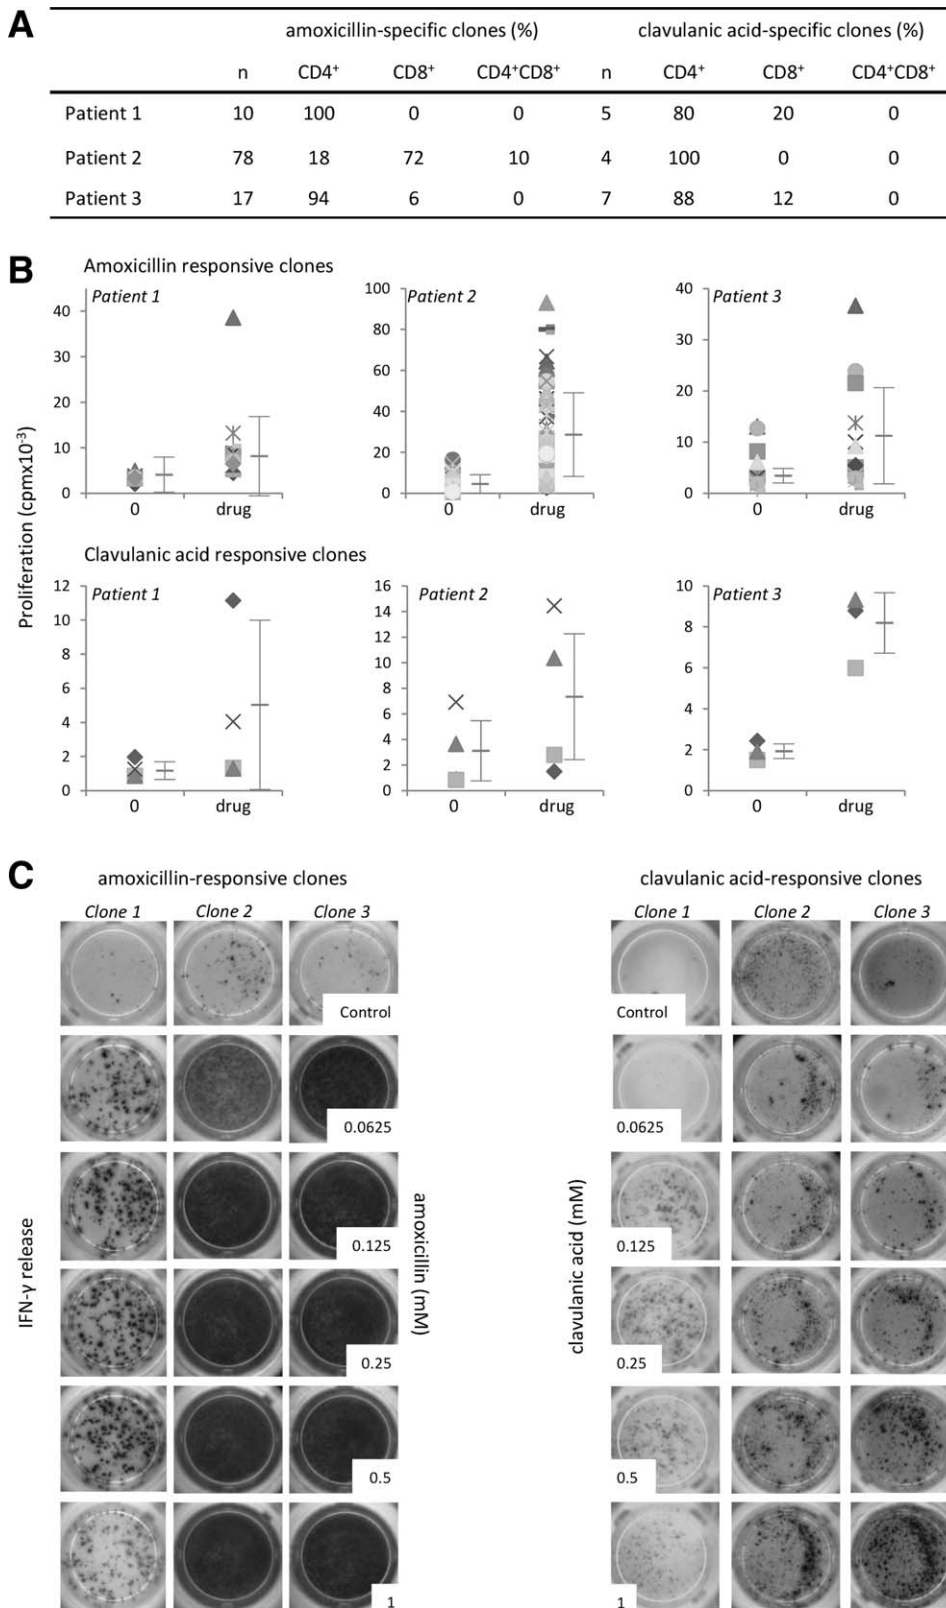 A
amoxicillin-specific clones (%) clavulanic acid-specific clones (%)
n CD4+ CD8+ CD4+CD8+ n CD4+ CD8+ CD4+CD8+
Patient 1 10 100 0 0 5 80 20 0
Patient 2 78 18 72 10 4 100 0 0
Patient 3 17 94 6 0 7 88 12 0
B
Amoxicillin responsive clones
Proliferation (cpmx10-3)
Patient 1
40
30
20
10
0
0 drug
Patient 2
100
80
60
40
20
0
0 drug
Patient 3
40
30
20
10
0
0 drug
Clavulanic acid responsive clones
Patient 1
12
10
8
6
4
2
0
0 drug
Patient 2
16
14
12
10
8
6
4
2
0
0 drug
Patient 3
10
8
6
4
2
0
0 drug
C
amoxicillin-responsive clones
Clone 1 Clone 2 Clone 3
IFN-γ release
Control
0.0625
0.125
0.25
0.5
1
amoxicillin (mM)
clavulanic acid-responsive clones
Clone 1 Clone 2 Clone 3
clavulanic acid (mM)
Control
0.0625
0.125
0.25
0.5
1